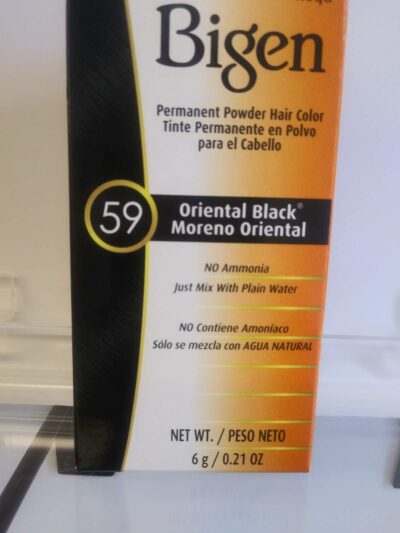 Bigen
Permanent Powder Hair Color
Tinte Permanente en Polvo
para el Cabello
59
Oriental Black®
Moreno Oriental
NO Ammonia
Just Mix With Plain Water
NO Contiene Amoníaco
Sólo se mezcla con AGUA NATURAL
NET WT. / PESO NETO
6 g / 0.21 OZ